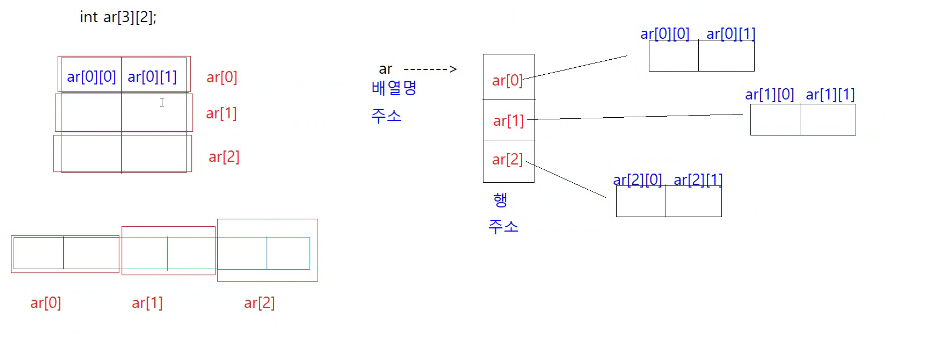 int ar[3][2];
ar[0][0] ar[0][1] ar[0]
ar[1]
ar[2]
ar[0] ar[1] ar[2]
ar ------>
배열명
주소
ar[0]
ar[1]
ar[2]
행
주소
ar[0][0] ar[0][1]
ar[1][0] ar[1][1]
ar[2][0] ar[2][1]